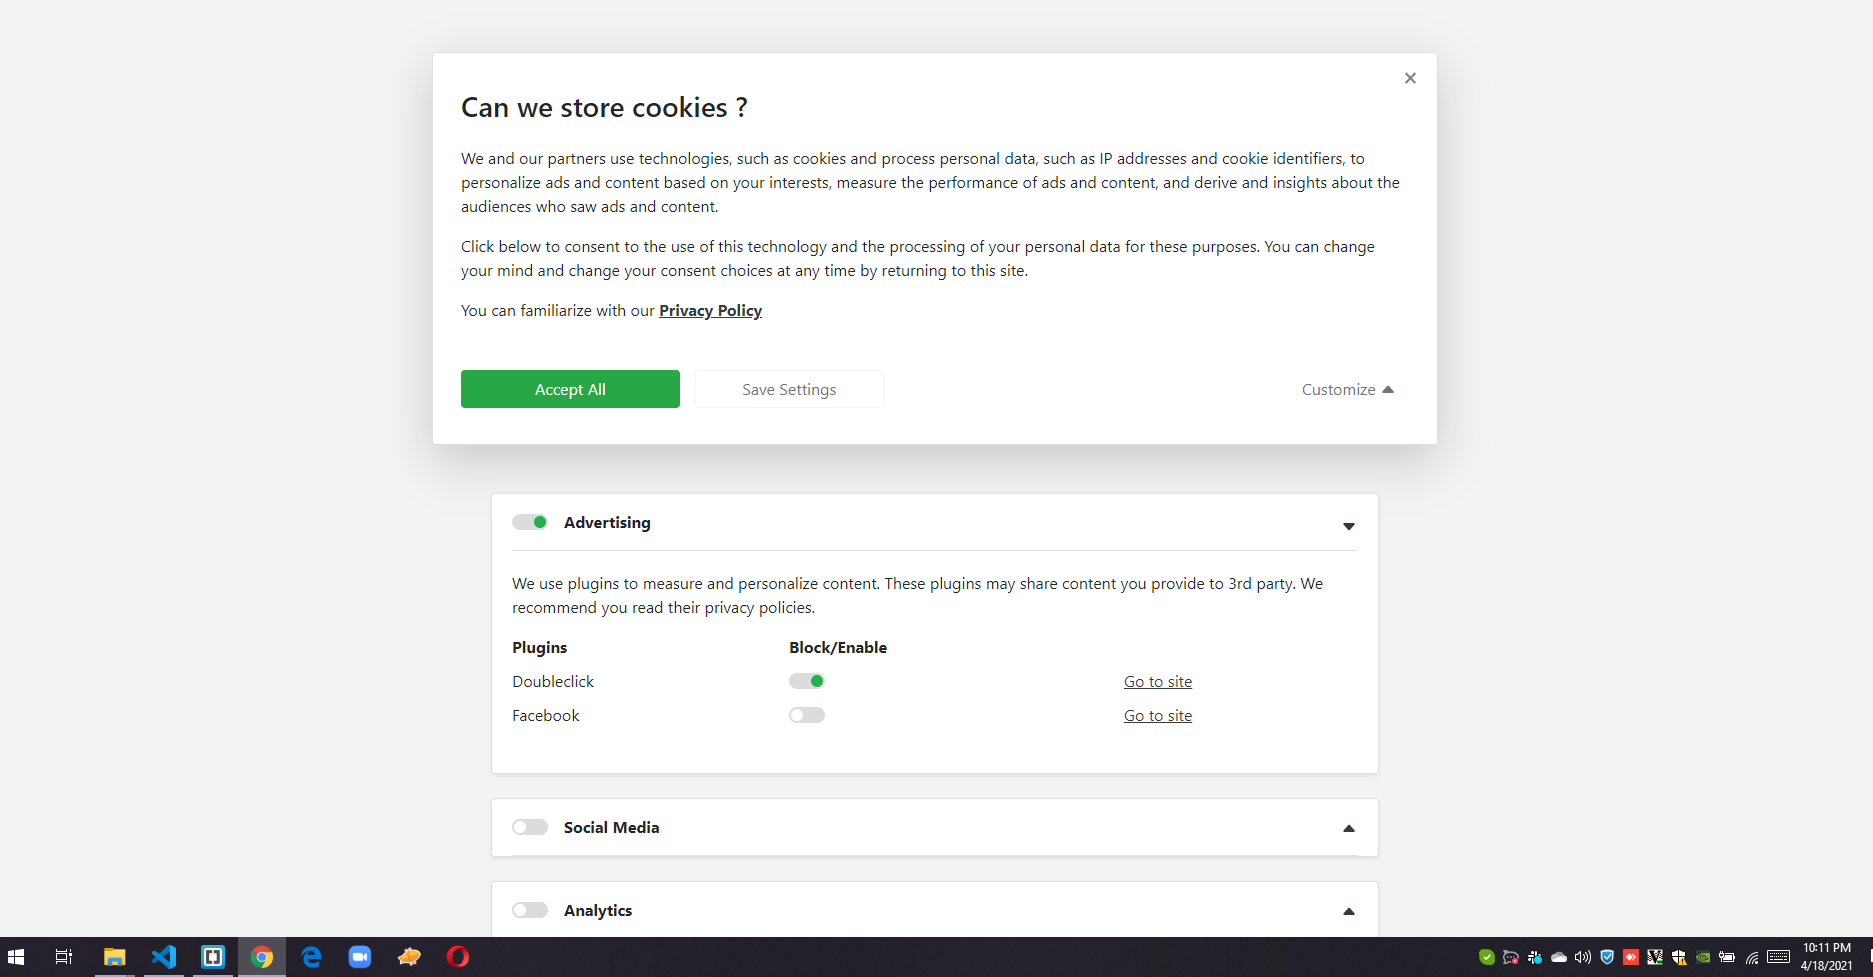 Can we store cookies ?
We and our partners use technologies, such as cookies and process personal data, such as IP addresses and cookie identifiers, to
personalize ads and content based on your interests, measure the performance of ads and content, and derive and insights about the
audiences who saw ads and content.
Click below to consent to the use of this technology and the processing of your personal data for these purposes. You can change
your mind and change your consent choices at any time by returning to this site.
You can familiarize with our Privacy Policy
Accept All Save Settings Customize
Advertising
We use plugins to measure and personalize content. These plugins may share content you provide to 3rd party. We
recommend you read their privacy policies.
Plugins Block/Enable
Doubleclick Go to site
Facebook Go to site
Social Media
Analytics
10:11 PM
4/18/2021